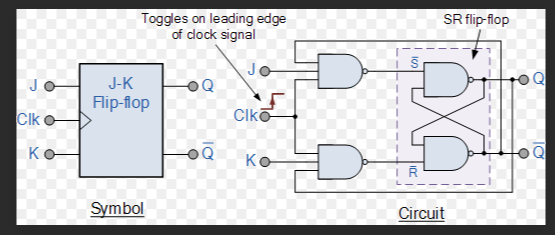 Toggles on leading edge
of clock signal
SR flip-flop
J
Clk
K
J-K
Flip-flop
Q
Q̅
Symbol
J
Clk
K
S̅
R̅
Q
Q̅
Circuit